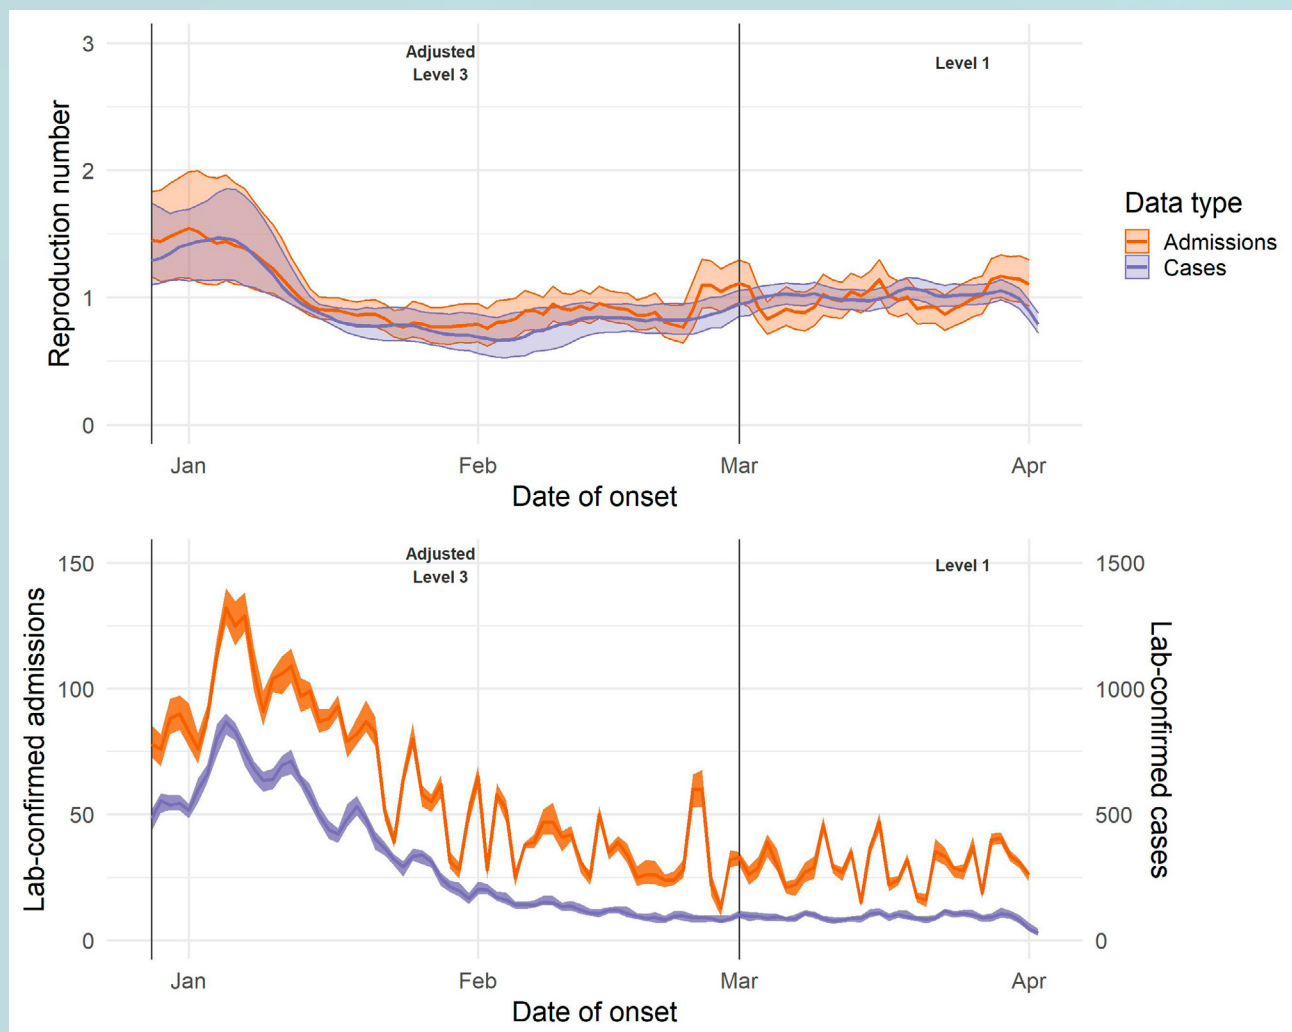 3
2
1
0
Reproduction number
Adjusted
Level 3
Level 1
Jan
Feb
Mar
Apr
Date of onset
Data type
Admissions
Cases
150
100
50
0
Lab-confirmed admissions
Adjusted
Level 3
Level 1
1500
1000
500
0
Lab-confirmed cases
Jan
Feb
Mar
Apr
Date of onset